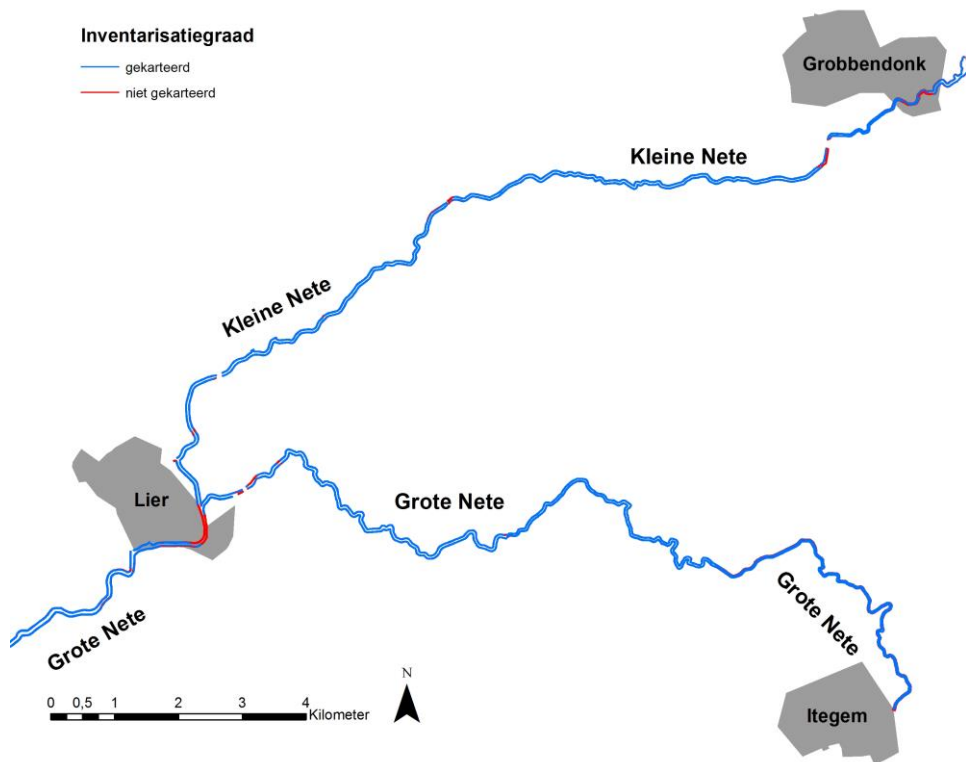 Inventarisatiegraad
gekarteerd
niet gekarteerd
Grobbendonk
Kleine Nete
Kleine Nete
Lier
Grote Nete
Grote Nete
Grote Nete
Itegem
N
0 0,5 1 2 3 4
Kilometer